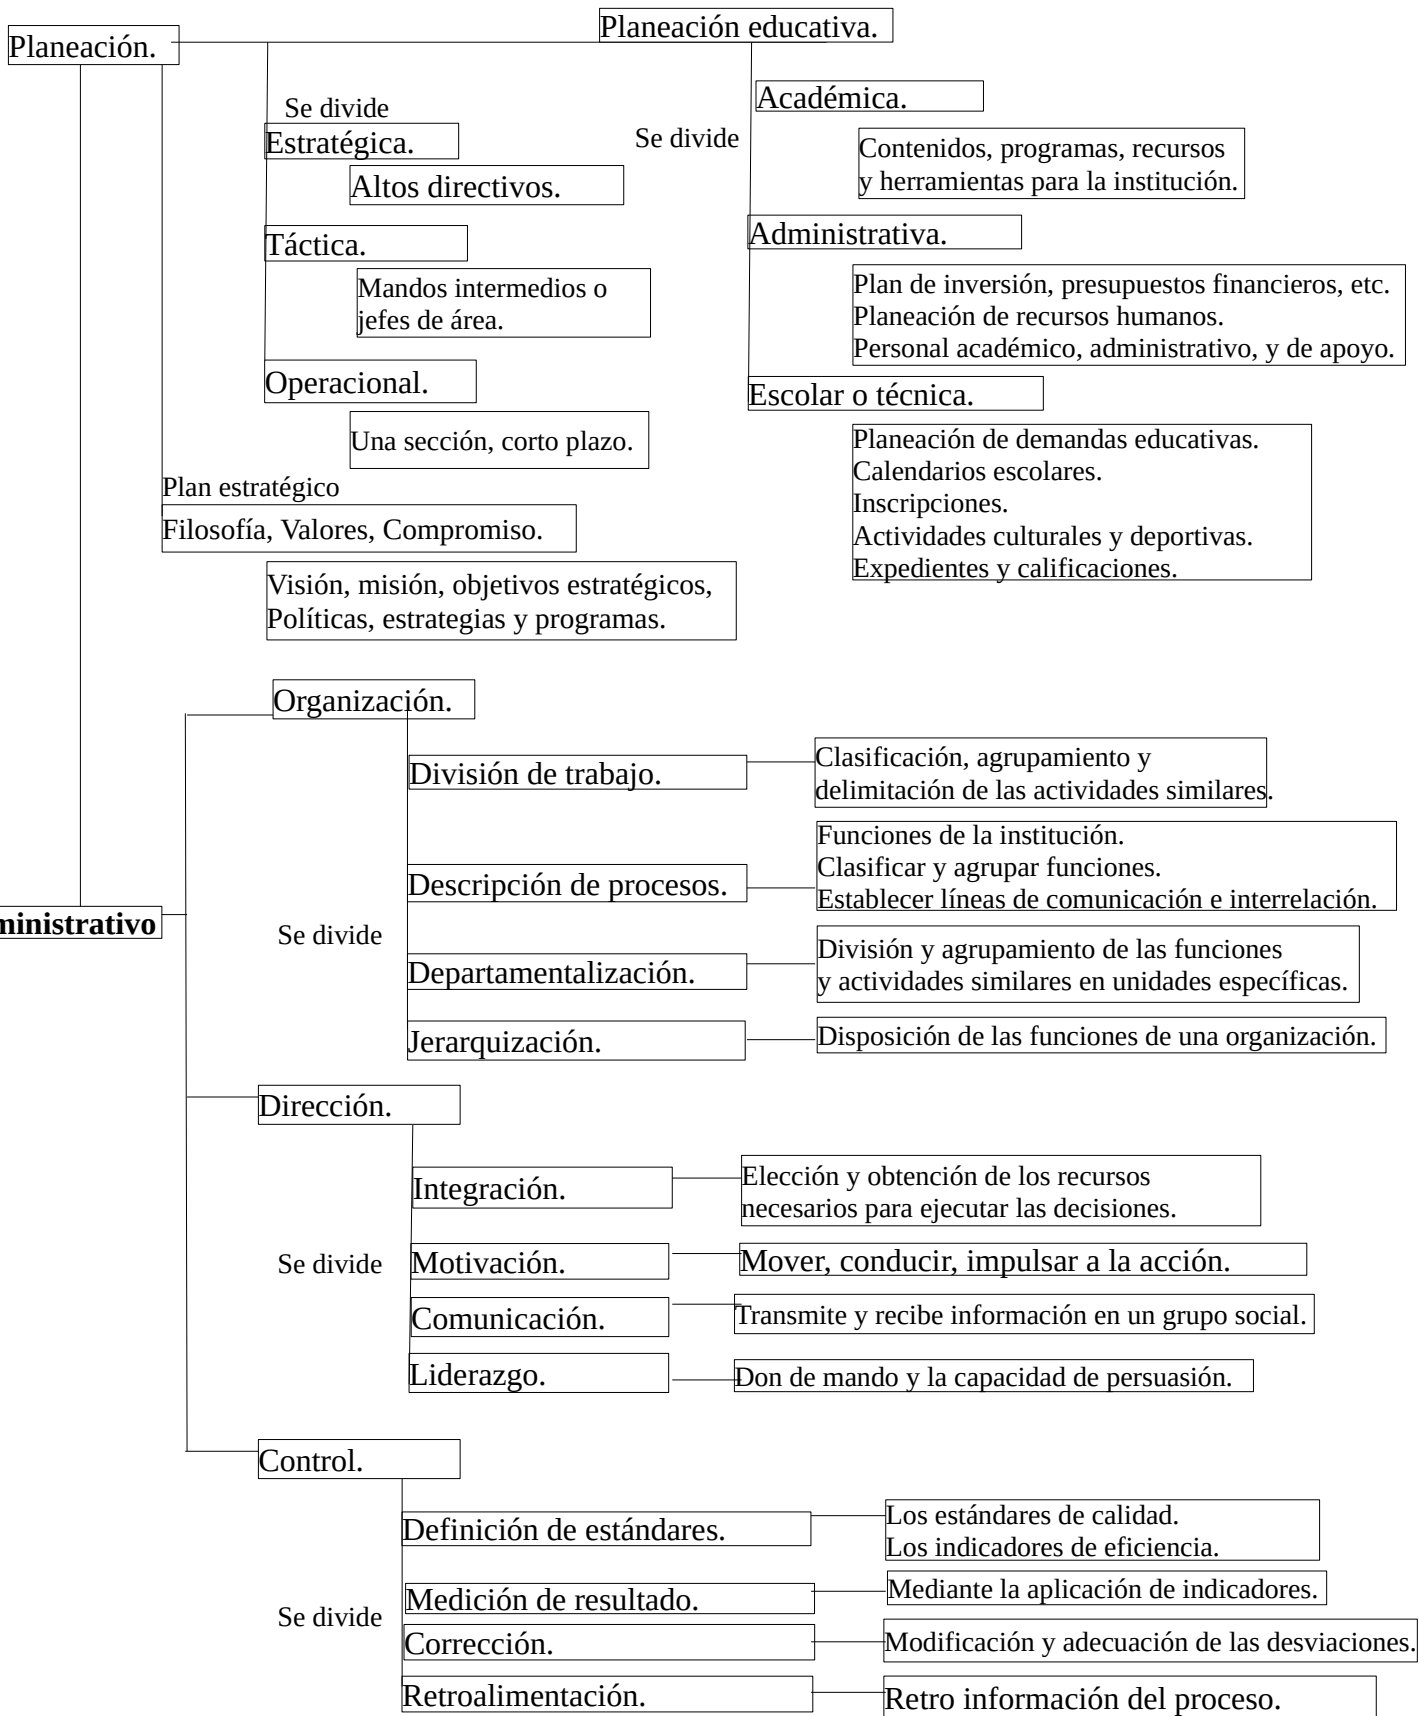 Planeación.
Planeación educativa.
Se divide
Estratégica.
Altos directivos.
Táctica.
Mandos intermedios o
jefes de área.
Operacional.
Una sección, corto plazo.
Plan estratégico
Filosofía, Valores, Compromiso.
Visión, misión, objetivos estratégicos,
Políticas, estrategias y programas.
Se divide
Académica.
Contenidos, programas, recursos
y herramientas para la institución.
Administrativa.
Plan de inversión, presupuestos financieros, etc.
Planeación de recursos humanos.
Personal académico, administrativo, y de apoyo.
Escolar o técnica.
Planeación de demandas educativas.
Calendarios escolares.
Inscripciones.
Actividades culturales y deportivas.
Expedientes y calificaciones.
ministrativo
Organización.
Se divide
División de trabajo.
Clasificación, agrupamiento y
delimitación de las actividades similares.
Descripción de procesos.
Funciones de la institución.
Clasificar y agrupar funciones.
Establecer líneas de comunicación e interrelación.
Departamentalización.
División y agrupamiento de las funciones
y actividades similares en unidades específicas.
Jerarquización.
Disposición de las funciones de una organización.
Dirección.
Se divide
Integración.
Elección y obtención de los recursos
necesarios para ejecutar las decisiones.
Motivación.
Mover, conducir, impulsar a la acción.
Comunicación.
Transmite y recibe información en un grupo social.
Liderazgo.
Don de mando y la capacidad de persuasión.
Control.
Se divide
Definición de estándares.
Los estándares de calidad.
Los indicadores de eficiencia.
Medición de resultado.
Mediante la aplicación de indicadores.
Corrección.
Modificación y adecuación de las desviaciones.
Retroalimentación.
Retro información del proceso.